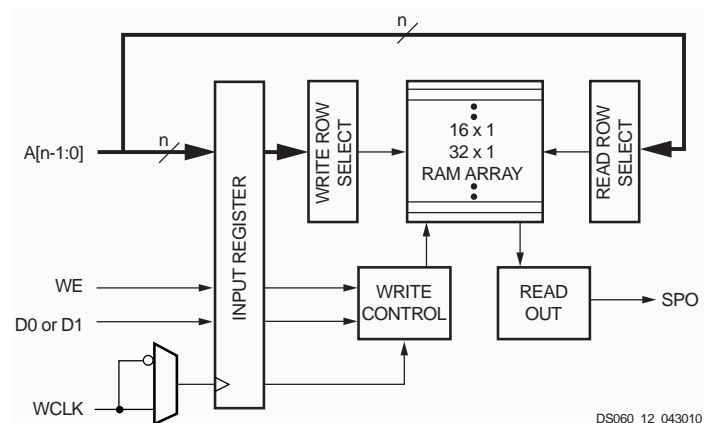 n
A[n-1:0]
n
INPUT REGISTER
WRITE ROW
SELECT
16 x 1
32 x 1
RAM ARRAY
READ ROW
SELECT
WE
D0 or D1
WCLK
WRITE
CONTROL
READ
OUT
SPO
DS060_12_043010